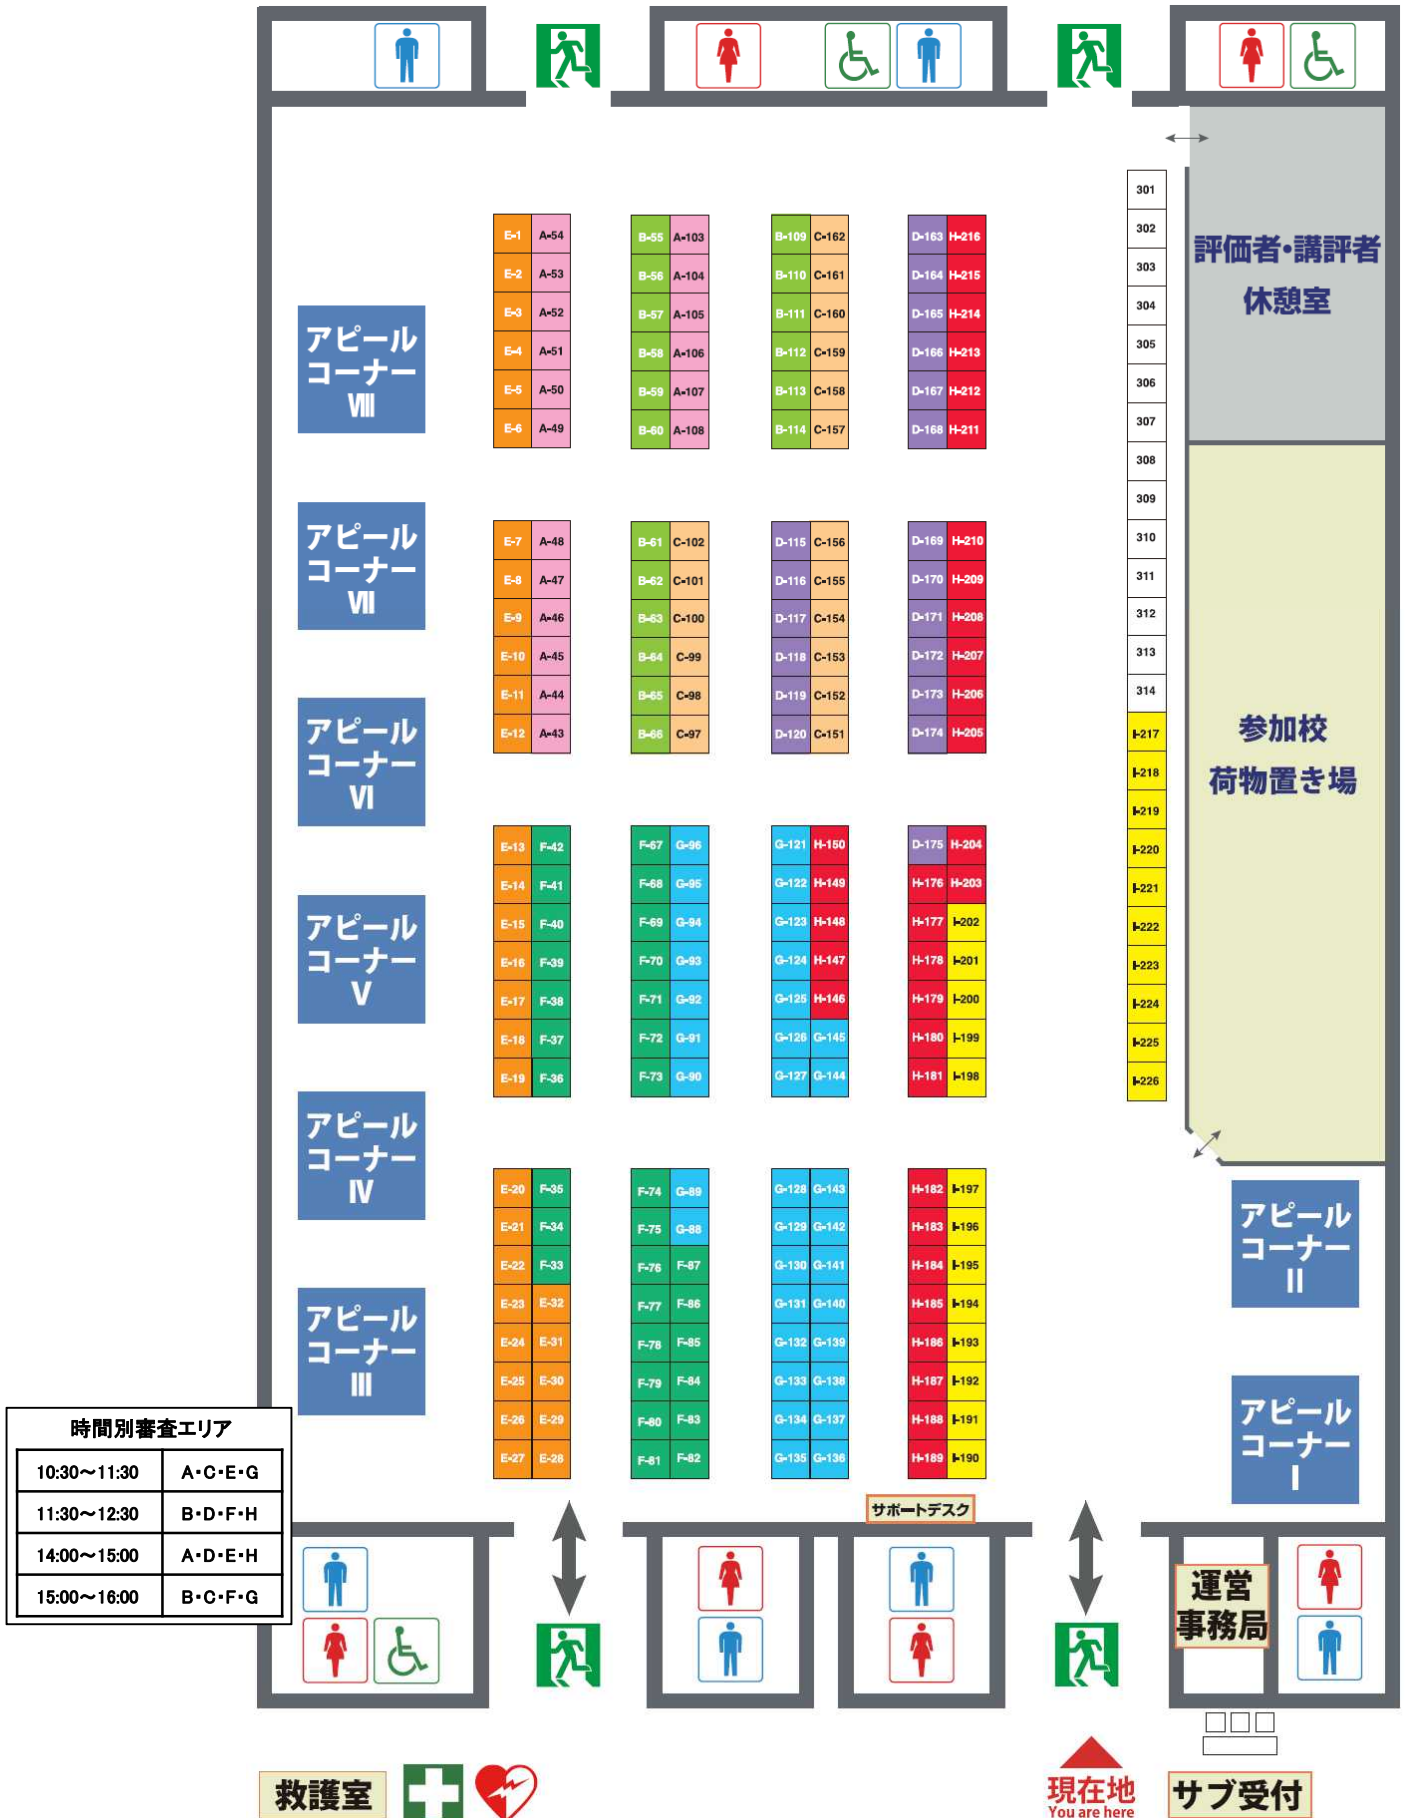 301
302
303
304
305
306
307
308
309
310
311
312
313
314
I-217
I-218
I-219
I-220
I-221
I-222
I-223
I-224
I-225
I-226
評価者・講評者
休憩室
参加校
荷物置き場
E-1 A-54
E-2 A-53
E-3 A-52
E-4 A-51
E-5 A-50
E-6 A-49
B-55 A-103
B-56 A-104
B-57 A-105
B-58 A-106
B-59 A-107
B-60 A-108
B-109 C-162
B-110 C-161
B-111 C-160
B-112 C-159
B-113 C-158
B-114 C-157
D-163 H-216
D-164 H-215
D-165 H-214
D-166 H-213
D-167 H-212
D-168 H-211
E-7 A-48
E-8 A-47
E-9 A-46
E-10 A-45
E-11 A-44
E-12 A-43
B-61 C-102
B-62 C-101
B-63 C-100
B-64 C-99
B-65 C-98
B-66 C-97
D-115 C-156
D-116 C-155
D-117 C-154
D-118 C-153
D-119 C-152
D-120 C-151
D-169 H-210
D-170 H-209
D-171 H-208
D-172 H-207
D-173 H-206
D-174 H-205
E-13 F-42
E-14 F-41
E-15 F-40
E-16 F-39
E-17 F-38
E-18 F-37
E-19 F-36
F-67 G-96
F-68 G-95
F-69 G-94
F-70 G-93
F-71 G-92
F-72 G-91
F-73 G-90
G-121 H-150
G-122 H-149
G-123 H-148
G-124 H-147
G-125 H-146
G-126 G-145
G-127 G-144
D-175 H-204
H-176 H-203
H-177 I-202
H-178 I-201
H-179 I-200
H-180 I-199
H-181 I-198
E-20 F-35
E-21 F-34
E-22 F-33
E-23 E-32
E-24 E-31
E-25 E-30
E-26 E-29
E-27 E-28
F-74 G-89
F-75 G-88
F-76 F-87
F-77 F-86
F-78 F-85
F-79 F-84
F-80 F-83
F-81 F-82
G-128 G-143
G-129 G-142
G-130 G-141
G-131 G-140
G-132 G-139
G-133 G-138
G-134 G-137
G-135 G-136
H-182 I-197
H-183 I-196
H-184 I-195
H-185 I-194
H-186 I-193
H-187 I-192
H-188 I-191
H-189 I-190
アピール
コーナー
Ⅷ
アピール
コーナー
Ⅶ
アピール
コーナー
Ⅵ
アピール
コーナー
Ⅴ
アピール
コーナー
Ⅳ
アピール
コーナー
Ⅲ
アピール
コーナー
Ⅱ
アピール
コーナー
Ⅰ
時間別審査エリア
10:30～11:30 A・C・E・G
11:30～12:30 B・D・F・H
14:00～15:00 A・D・E・H
15:00～16:00 B・C・F・G
サポートデスク
運営
事務局
救護室
現在地
You are here
サブ受付